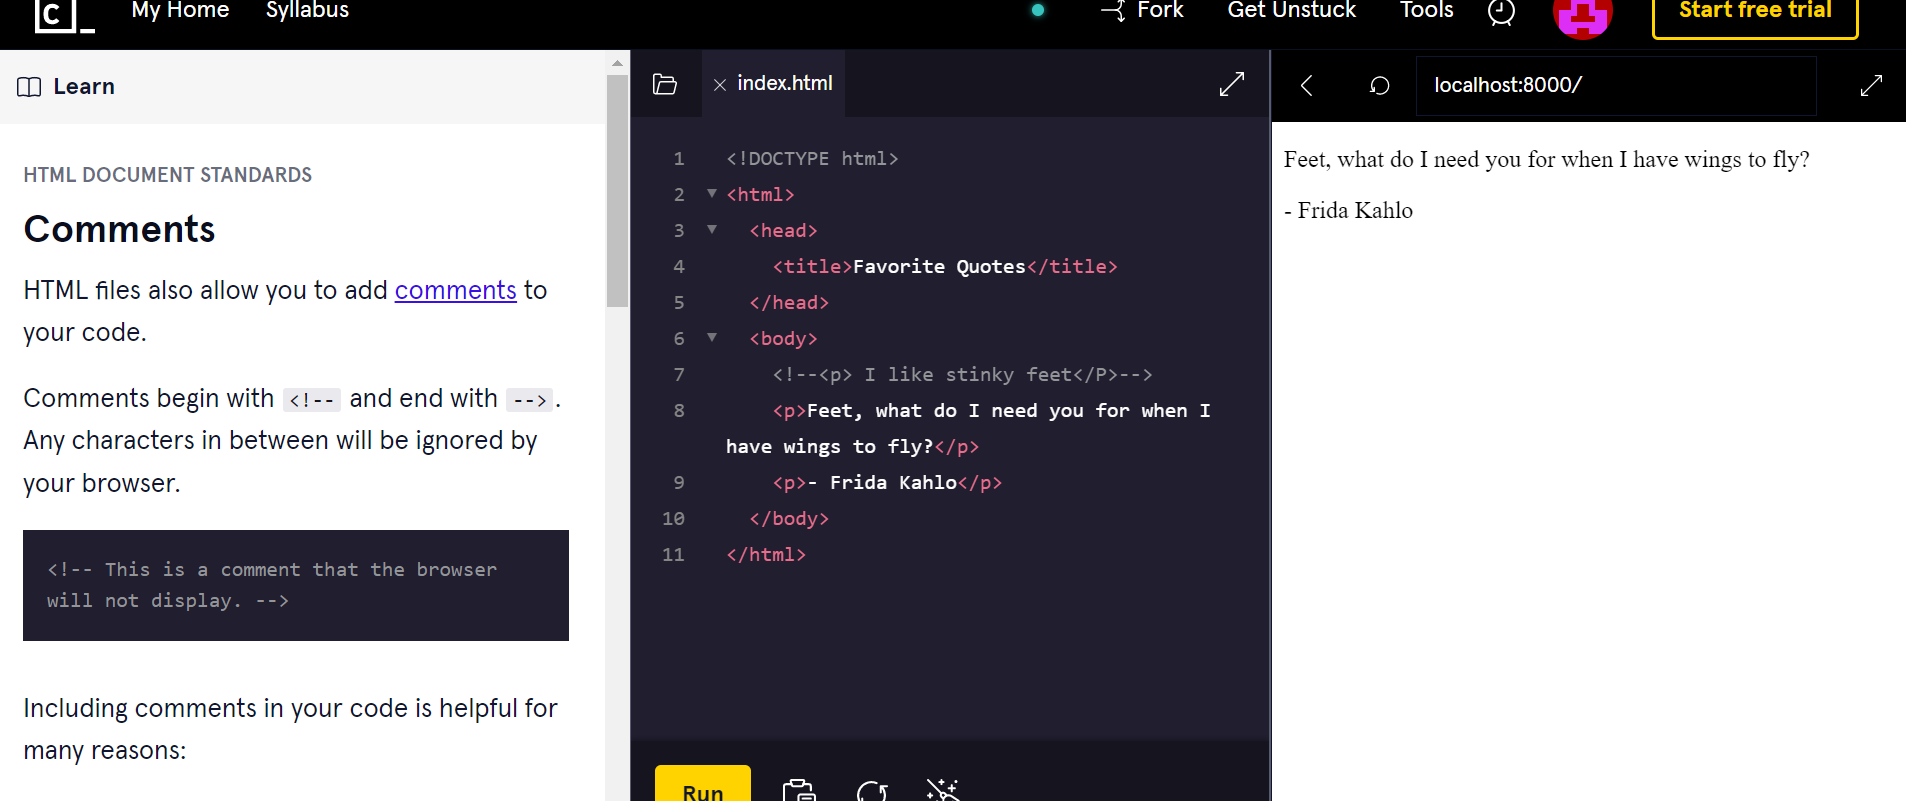 C_
My Home Syllabus Fork Get Unstuck Tools Start free trial
Learn
HTML DOCUMENT STANDARDS
Comments
HTML files also allow you to add comments to
your code.
Comments begin with <!-- and end with -->.
Any characters in between will be ignored by
your browser.
<!-- This is a comment that the browser
will not display. -->
Including comments in your code is helpful for
many reasons:
index.html
1 <!DOCTYPE html>
2 <html>
3 <head>
4 <title>Favorite Quotes</title>
5 </head>
6 <body>
7 <!--<p> I like stinky feet</P>-->
8 <p>Feet, what do I need you for when I
have wings to fly?</p>
9 <p>- Frida Kahlo</p>
10 </body>
11 </html>
Run
localhost:8000/
Feet, what do I need you for when I have wings to fly?
- Frida Kahlo